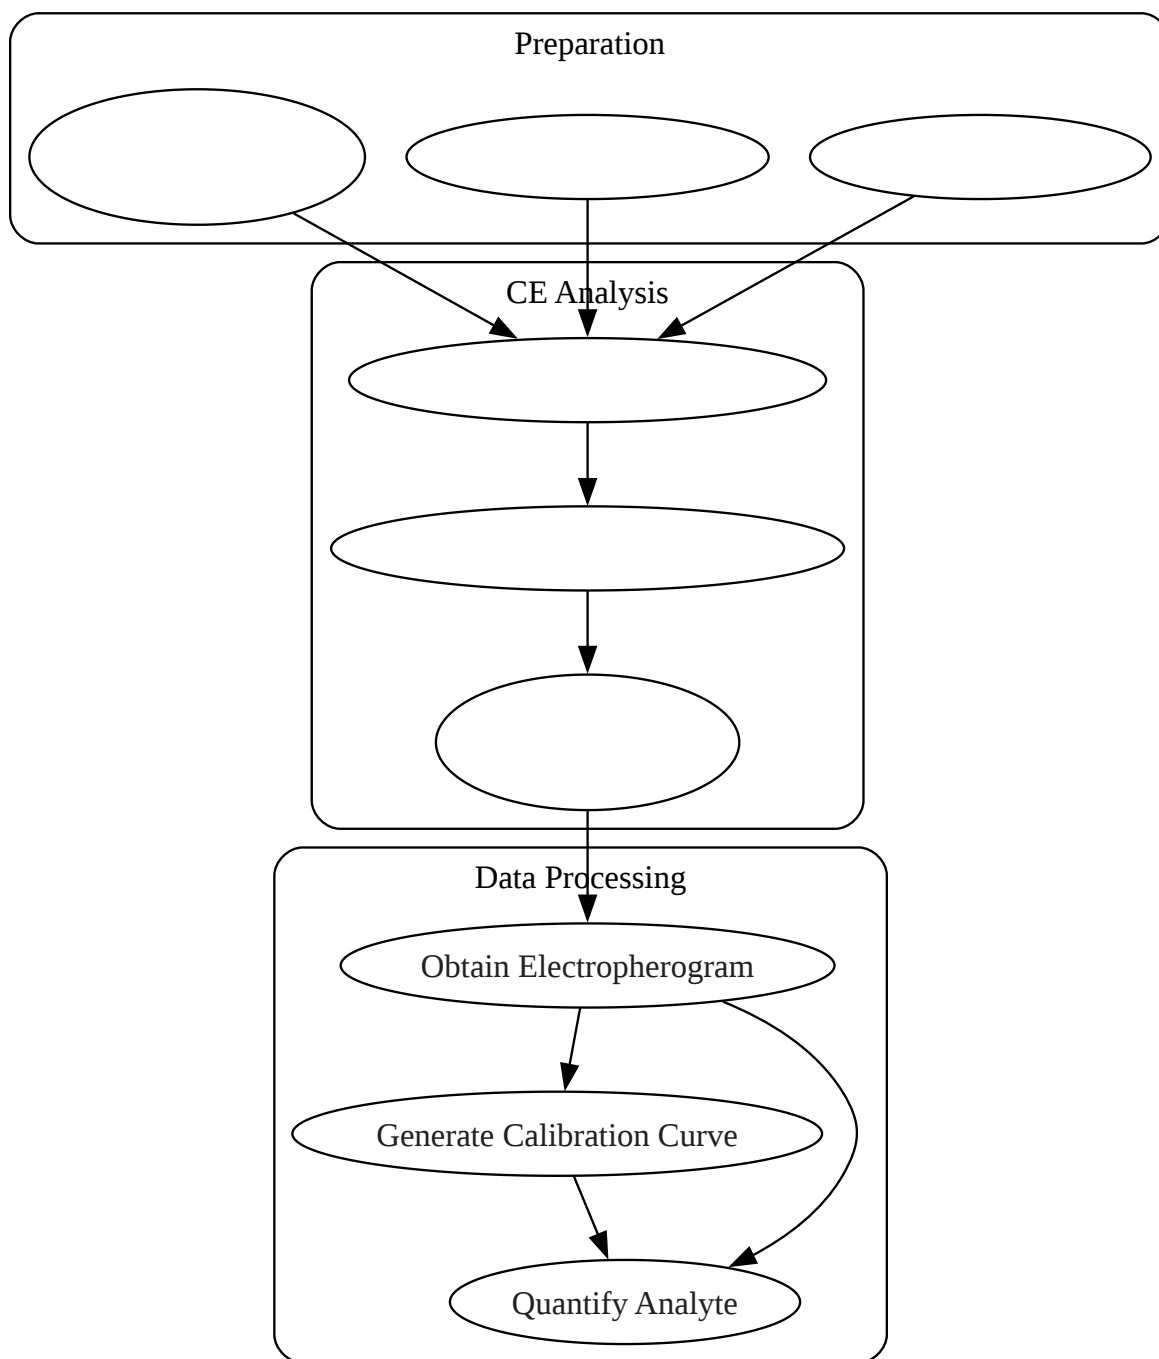 Preparation
CE Analysis
Data Processing
Obtain Electropherogram
Generate Calibration Curve
Quantify Analyte